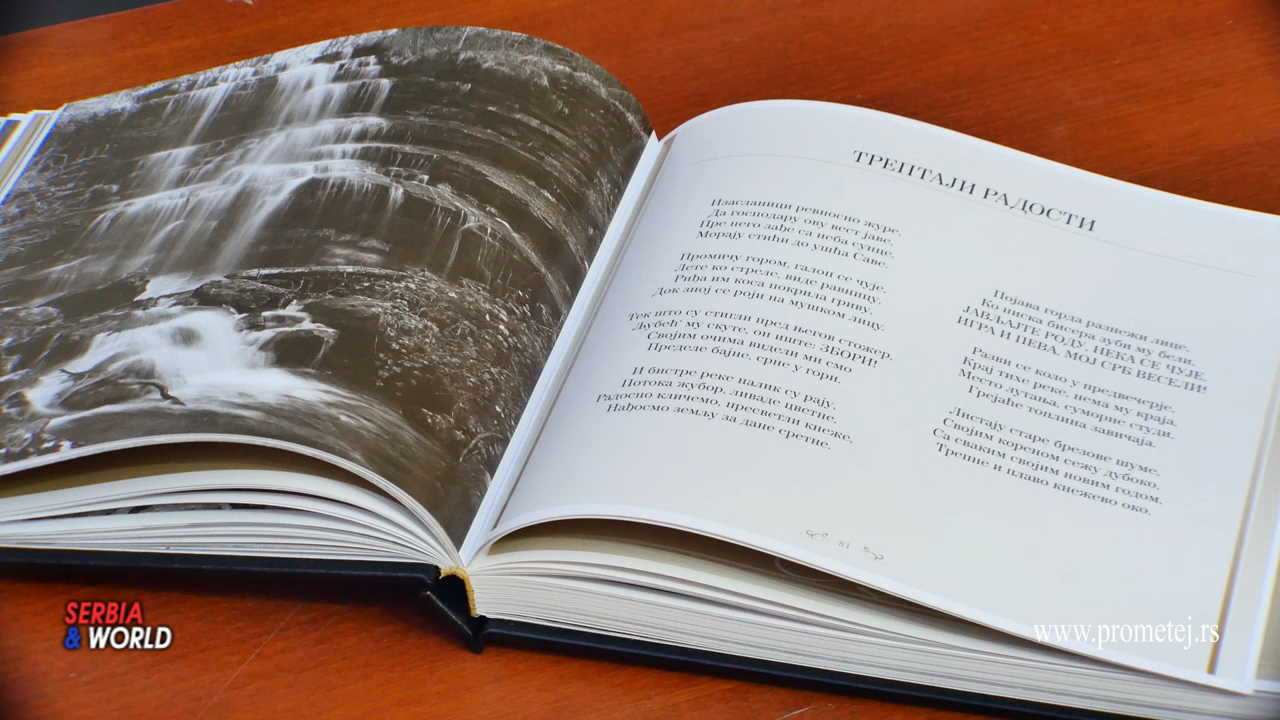 ТРЕПТАЈИ РАДОСТИ
Изасланици ревносно журе,
Да господару ову вест јаве,
Пре него зађе са неба сунце,
Морају стићи до ушћа Саве.
Промичу гором, галоп се чује,
Лете ко стреле, виде равницу.
Риђа им коса покрила гриву,
Док зној се роји на мушком лицу.
Тек што су стигли пред његов стожер,
Љубећ' му скуте, он иште: ЗБОРИ!
Својим очима видели ми смо
Пределе бајне, срне у гори.
И бистре реке налик су рају,
Потока жубор, ливаде цветне,
Радосно кличемо, пресветли кнеже,
Нађосмо земљу за дане сретне.
Појава горда разнежи лице,
Ко ниска бисера зуби му бели,
ЈАВЉАЈТЕ РОДУ, НЕКА СЕ ЧУЈЕ,
ИГРА И ПЕВА, МОЈ СРБ ВЕСЕЛИ!
Разви се коло у предвечерје,
Крај тихе реке, нема му краја,
Место лутања, суморне студи,
Грејаће топлина завичаја.
Листају старе брезове шуме,
Својим кореном сежу дубоко,
Са сваким својим новим годом,
Трепне и плаво кнежево око.
81
SERBIA
& WORLD
www.prometej.rs